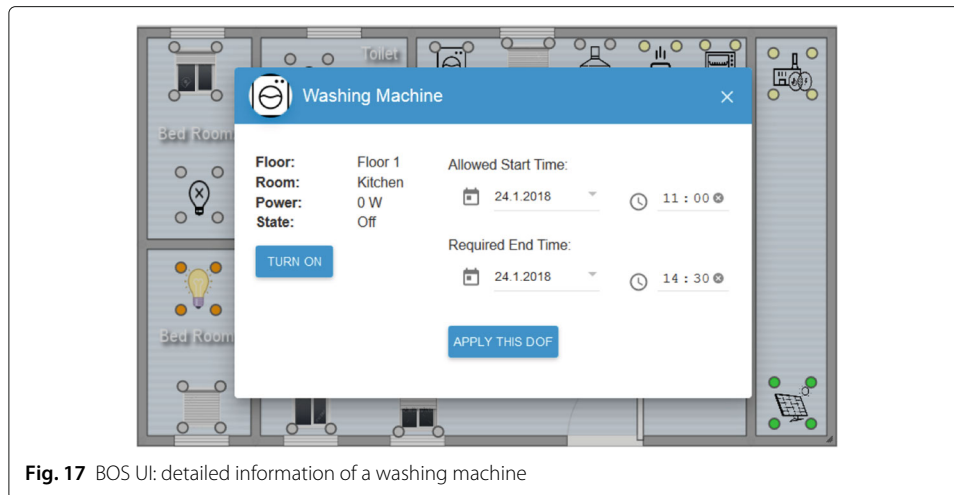 Toilet
Washing Machine
Bed Room
Floor: Floor 1
Room: Kitchen
Power: 0 W
State: Off
TURN ON
Allowed Start Time:
24.1.2018 11 : 00
Required End Time:
24.1.2018 14 : 30
APPLY THIS DOF
Bed Room
Fig. 17 BOS UI: detailed information of a washing machine